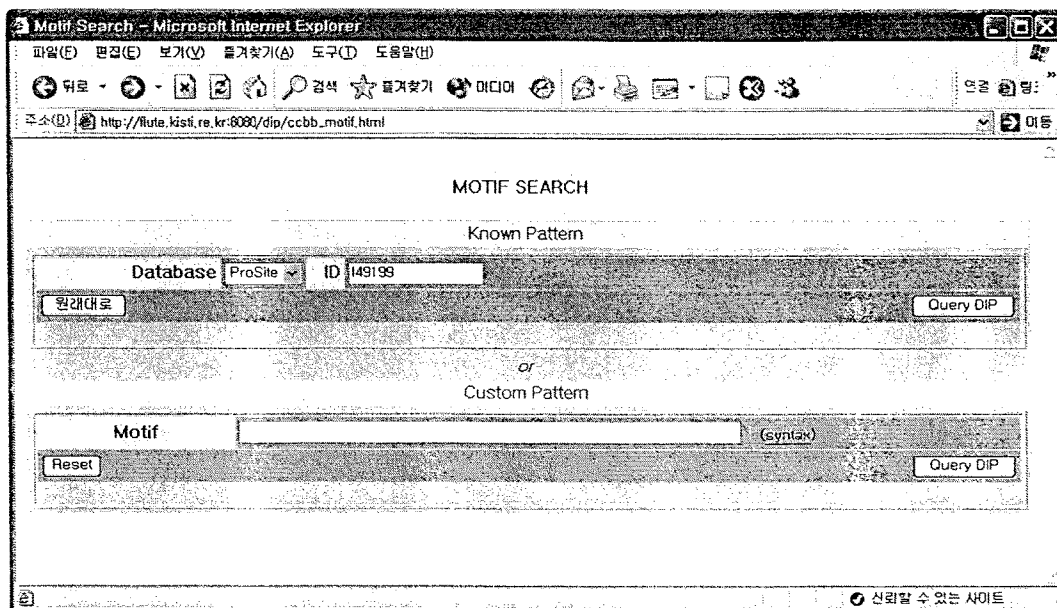 Motif Search - Microsoft Internet Explorer
파일(F) 편집(E) 보기(V) 즐겨찾기(A) 도구(T) 도움말(H)
뒤로 검색 즐겨찾기 미디어 연결
주소(D) http://flute.kisti.re.kr:8080/dip/ccbb_motif.html 이동
MOTIF SEARCH
Known Pattern
Database ProSite ID I49199
원래대로 Query DIP
or
Custom Pattern
Motif (syntax)
Reset Query DIP
신뢰할 수 있는 사이트